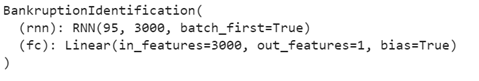 BankruptionIdentification(
  (rnn): RNN(95, 3000, batch_first=True)
  (fc): Linear(in_features=3000, out_features=1, bias=True)
)